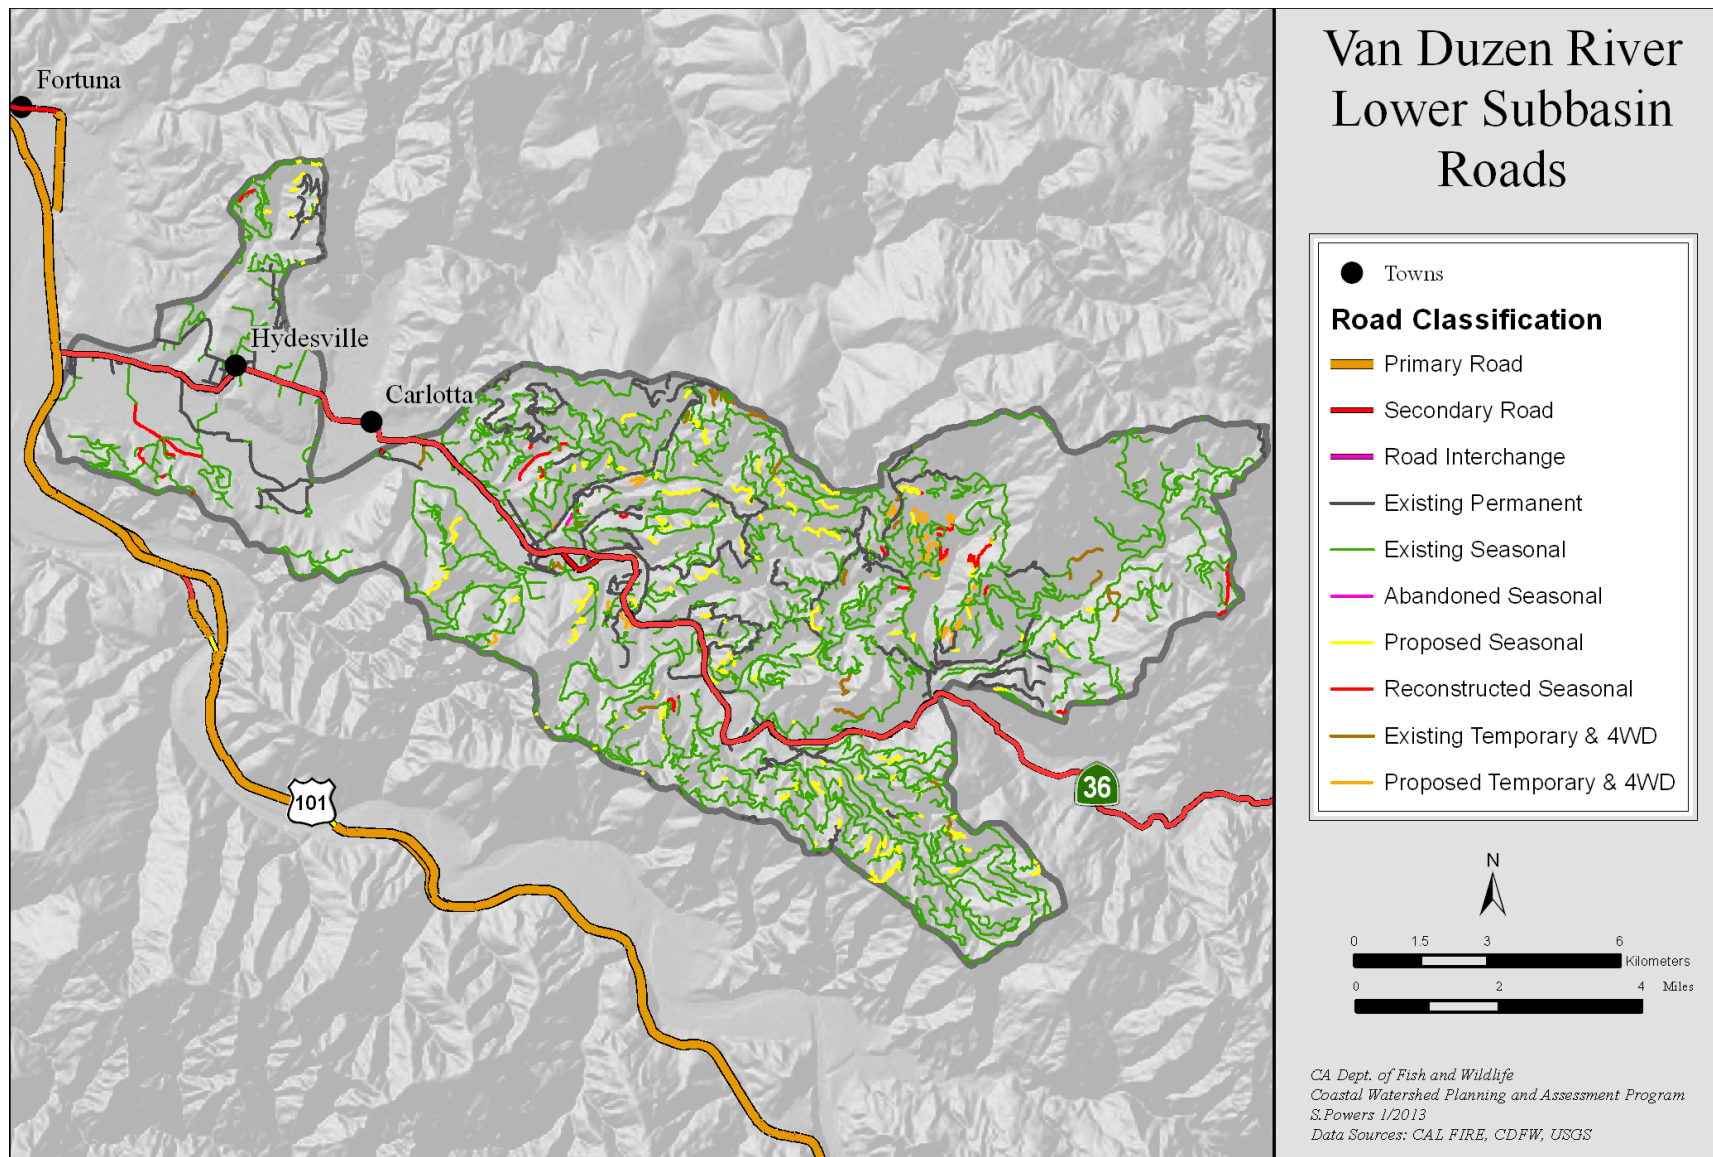 Fortuna
Hydesville
Carlotta
101
36
Van Duzen River
Lower Subbasin
Roads
Towns
Road Classification
Primary Road
Secondary Road
Road Interchange
Existing Permanent
Existing Seasonal
Abandoned Seasonal
Proposed Seasonal
Reconstructed Seasonal
Existing Temporary & 4WD
Proposed Temporary & 4WD
N
0 1.5 3 6
Kilometers
0 2 4 Miles
CA Dept. of Fish and Wildlife
Coastal Watershed Planning and Assessment Program
S.Powers 1/2013
Data Sources: CAL FIRE, CDFW, USGS